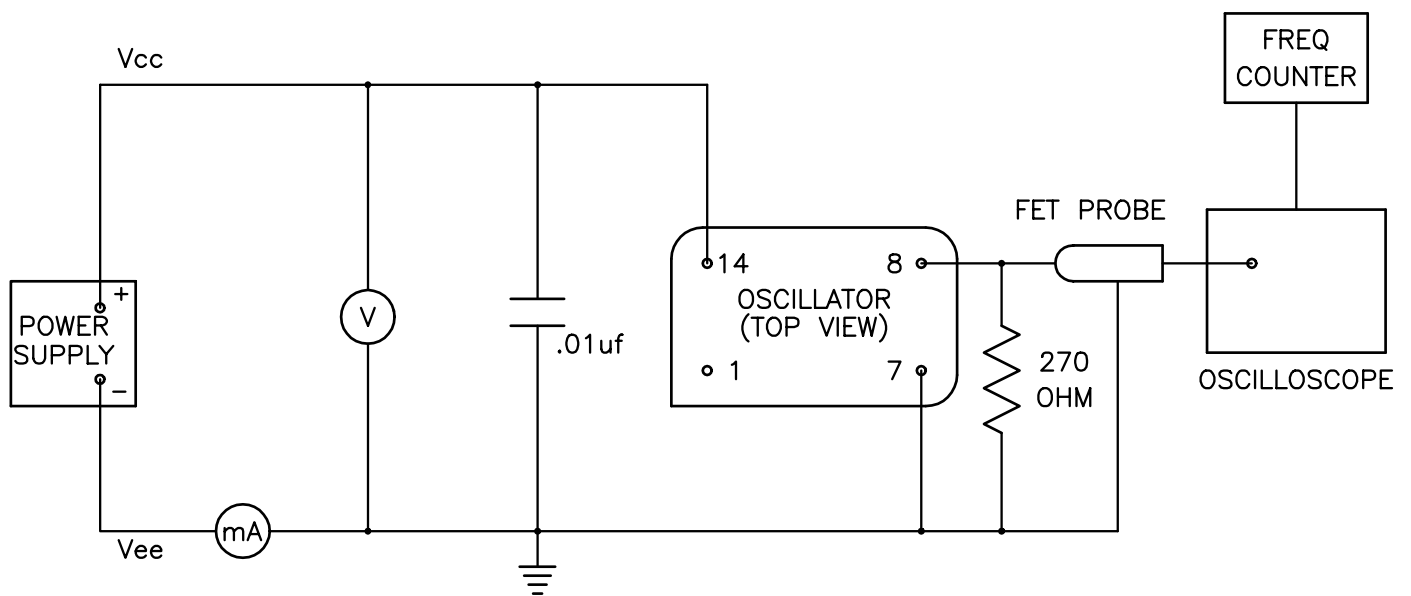 FREQ
COUNTER
Vcc
FET PROBE
+
POWER
SUPPLY
−
V
.01uf
14
8
OSCILLATOR
(TOP VIEW)
1
7
270
OHM
OSCILLOSCOPE
mA
Vee